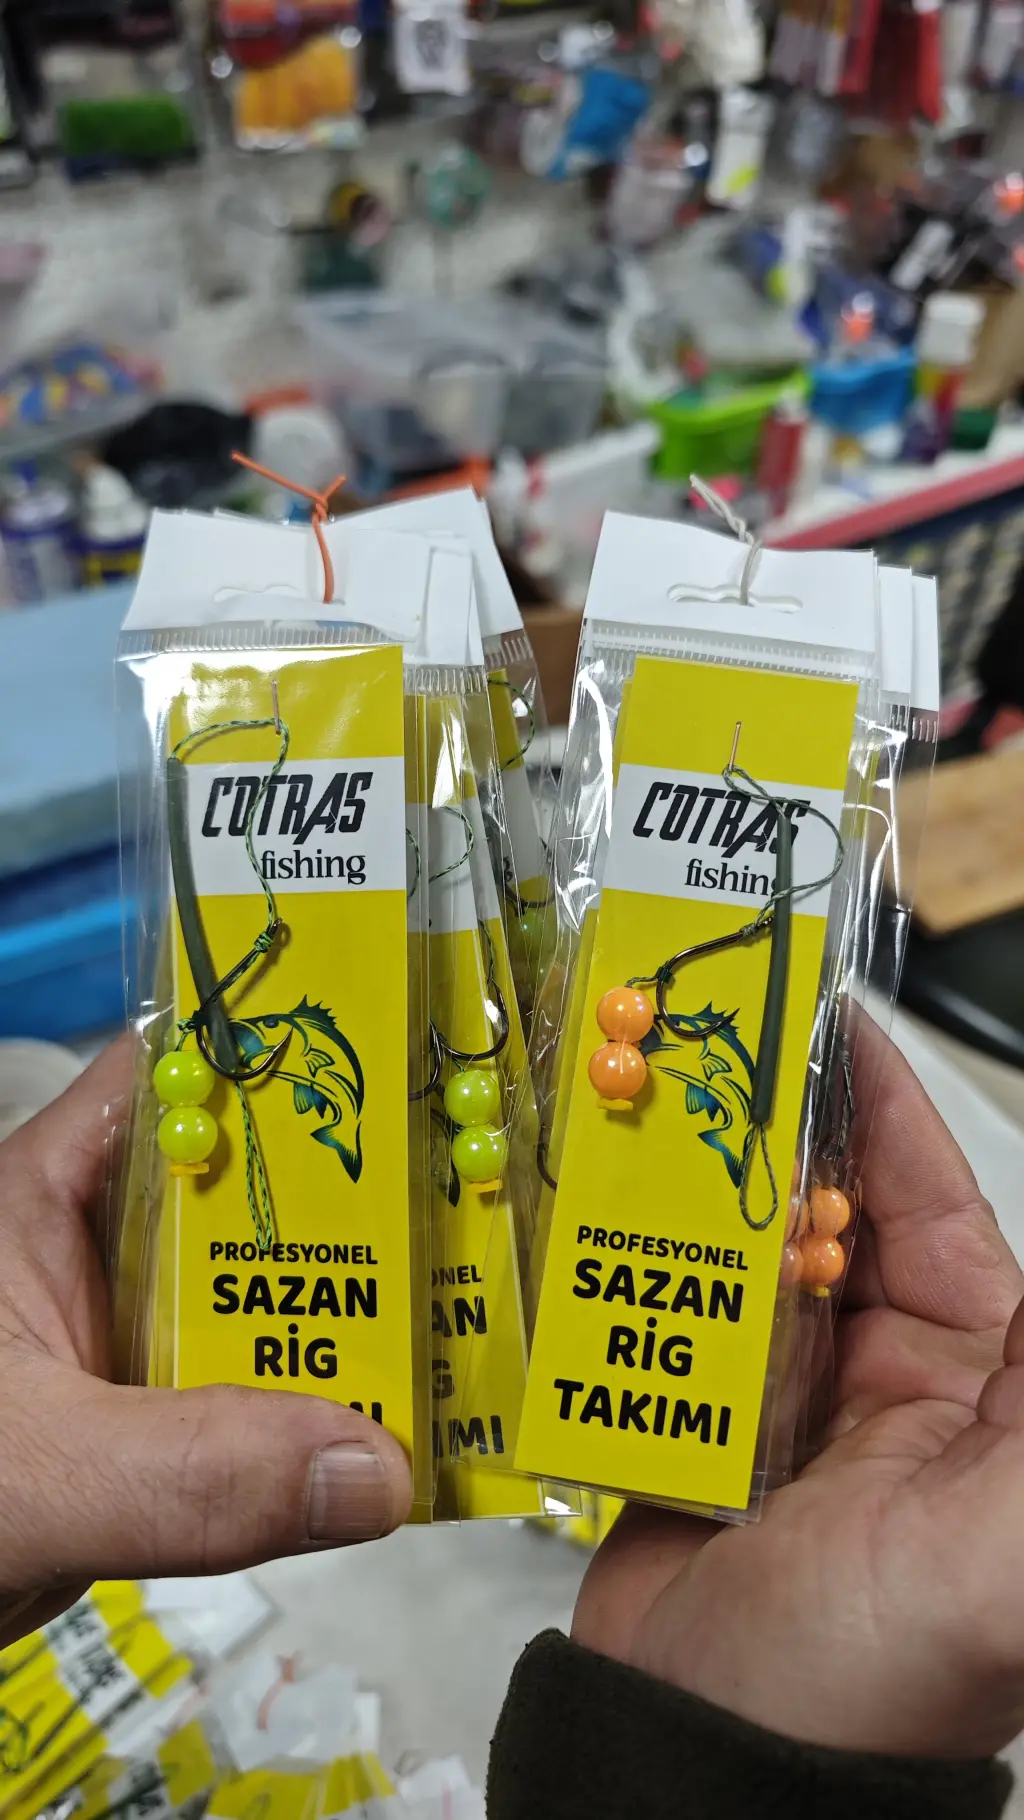 COTRAS
fishing
PROFESYONEL
SAZAN
RİG
COTRAS
fishing
PROFESYONEL
SAZAN
RİG
TAKIMI